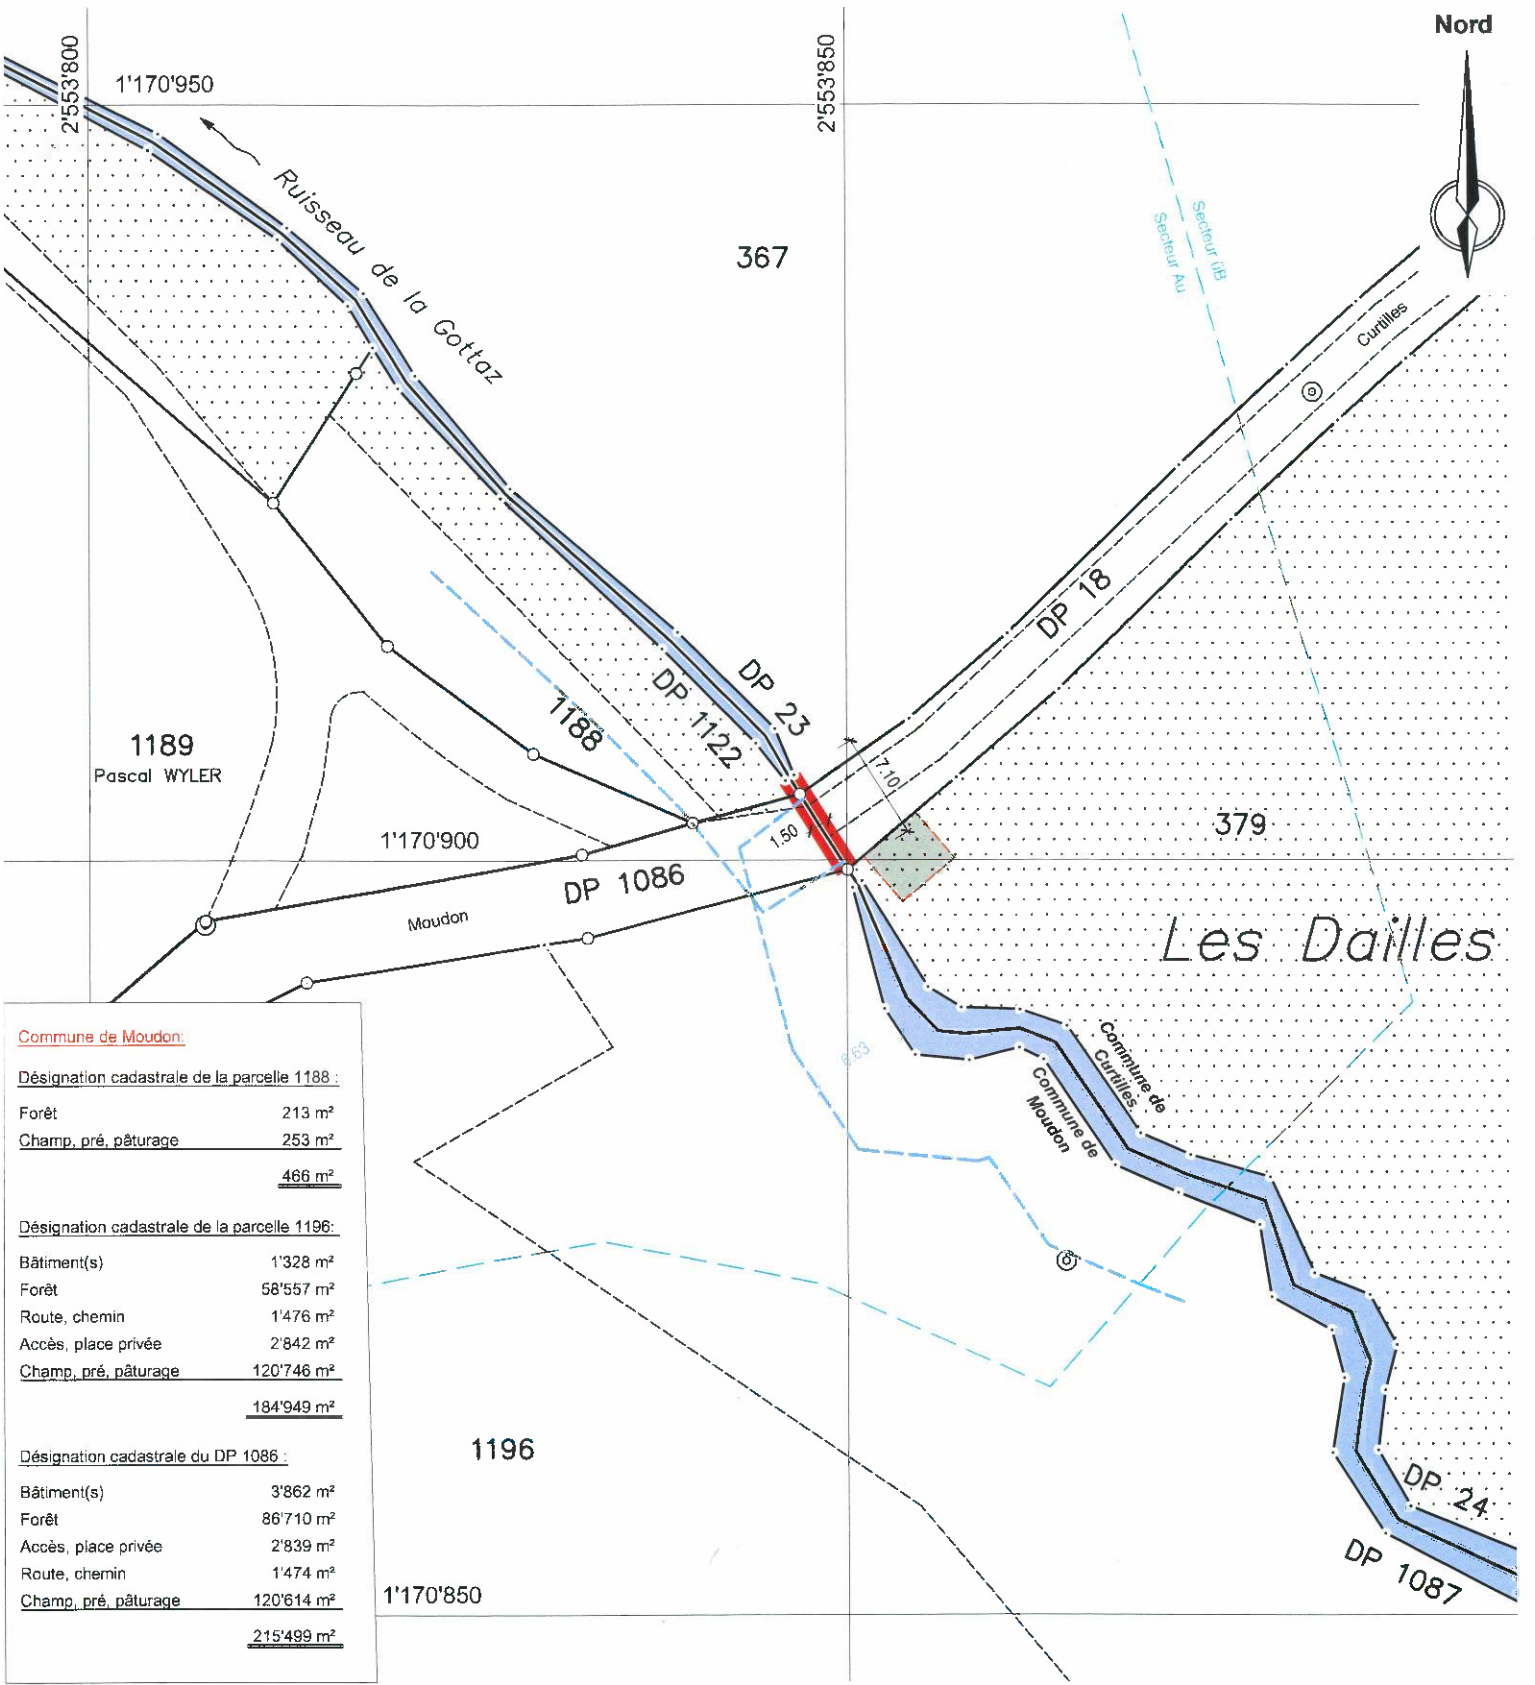 Nord
2'553'800
1'170'950
2'553'850
Ruisseau de la Gottaz
367
Secteur üB
Secteur Au
Curtilles
DP 18
DP 23
DP 1122
1188
1189
Pascal WYLER
7.10
1.50
379
1'170'900
DP 1086
Moudon
Les Dailles
6.63
Commune de
Curtilles
Commune de
Moudon
Commune de Moudon:
Désignation cadastrale de la parcelle 1188 :
Forêt 213 m²
Champ, pré, pâturage 253 m²
466 m²
Désignation cadastrale de la parcelle 1196:
Bâtiment(s) 1'328 m²
Forêt 58'557 m²
Route, chemin 1'476 m²
Accès, place privée 2'842 m²
Champ, pré, pâturage 120'746 m²
184'949 m²
Désignation cadastrale du DP 1086 :
Bâtiment(s) 3'862 m²
Forêt 86'710 m²
Accès, place privée 2'839 m²
Route, chemin 1'474 m²
Champ, pré, pâturage 120'614 m²
215'499 m²
1196
1'170'850
DP 24
DP 1087